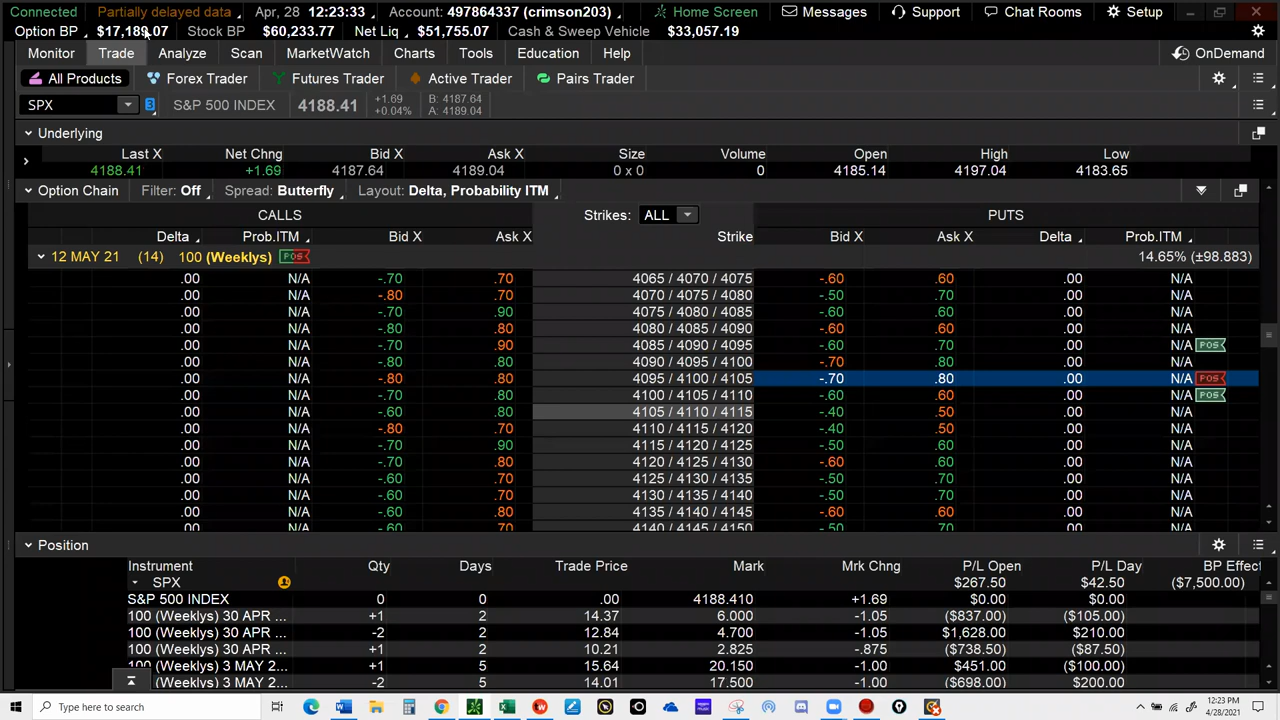 Connected Partially delayed data Apr, 28 12:23:33 Account: 497864337 (crimson203) Home Screen Messages Support Chat Rooms Setup
Option BP $17,189.07 Stock BP $60,233.77 Net Liq $51,755.07 Cash & Sweep Vehicle $33,057.19
Monitor Trade Analyze Scan MarketWatch Charts Tools Education Help OnDemand
All Products Forex Trader Futures Trader Active Trader Pairs Trader
SPX 3 S&P 500 INDEX 4188.41 +1.69 B: 4187.64
+0.04% A: 4189.04
Underlying
Last X Net Chng Bid X Ask X Size Volume Open High Low
4188.41 +1.69 4187.64 4189.04 0 x 0 0 4185.14 4197.04 4183.65
Option Chain Filter: Off Spread: Butterfly Layout: Delta, Probability ITM
CALLS Strikes: ALL PUTS
Delta Prob.ITM Bid X Ask X Strike Bid X Ask X Delta Prob.ITM
12 MAY 21 (14) 100 (Weeklys) POS 14.65% (±98.883)
.00 N/A -.70 .70 4065 / 4070 / 4075 -.60 .60 .00 N/A
.00 N/A -.80 .70 4070 / 4075 / 4080 -.50 .70 .00 N/A
.00 N/A -.70 .90 4075 / 4080 / 4085 -.60 .60 .00 N/A
.00 N/A -.80 .80 4080 / 4085 / 4090 -.60 .60 .00 N/A
.00 N/A -.70 .90 4085 / 4090 / 4095 -.60 .70 .00 N/A POS
.00 N/A -.80 .80 4090 / 4095 / 4100 -.70 .80 .00 N/A
.00 N/A -.80 .80 4095 / 4100 / 4105 -.70 .80 .00 N/A POS
.00 N/A -.70 .80 4100 / 4105 / 4110 -.60 .60 .00 N/A POS
.00 N/A -.60 .80 4105 / 4110 / 4115 -.40 .50 .00 N/A
.00 N/A -.80 .70 4110 / 4115 / 4120 -.40 .50 .00 N/A
.00 N/A -.70 .90 4115 / 4120 / 4125 -.50 .60 .00 N/A
.00 N/A -.70 .80 4120 / 4125 / 4130 -.60 .60 .00 N/A
.00 N/A -.60 .70 4125 / 4130 / 4135 -.50 .60 .00 N/A
.00 N/A -.60 .70 4130 / 4135 / 4140 -.50 .70 .00 N/A
.00 N/A -.60 .80 4135 / 4140 / 4145 -.60 .60 .00 N/A
.00 N/A -.60 .70 4140 / 4145 / 4150 -.50 .70 .00 N/A
Position
Instrument Qty Days Trade Price Mark Mrk Chng P/L Open P/L Day BP Effect
SPX $267.50 $42.50 ($7,500.00)
S&P 500 INDEX 0 0 .00 4188.410 +1.69 $0.00 $0.00
100 (Weeklys) 30 APR ... +1 2 14.37 6.000 -1.05 ($837.00) ($105.00)
100 (Weeklys) 30 APR ... -2 2 12.84 4.700 -1.05 $1,628.00 $210.00
100 (Weeklys) 30 APR ... +1 2 10.21 2.825 -.875 ($738.50) ($87.50)
100 (Weeklys) 3 MAY 2... +1 5 15.64 20.150 -1.00 $451.00 ($100.00)
100 (Weeklys) 3 MAY 2... -2 5 14.01 17.500 -1.00 ($698.00) $200.00
Type here to search 12:23 PM
4/28/2021